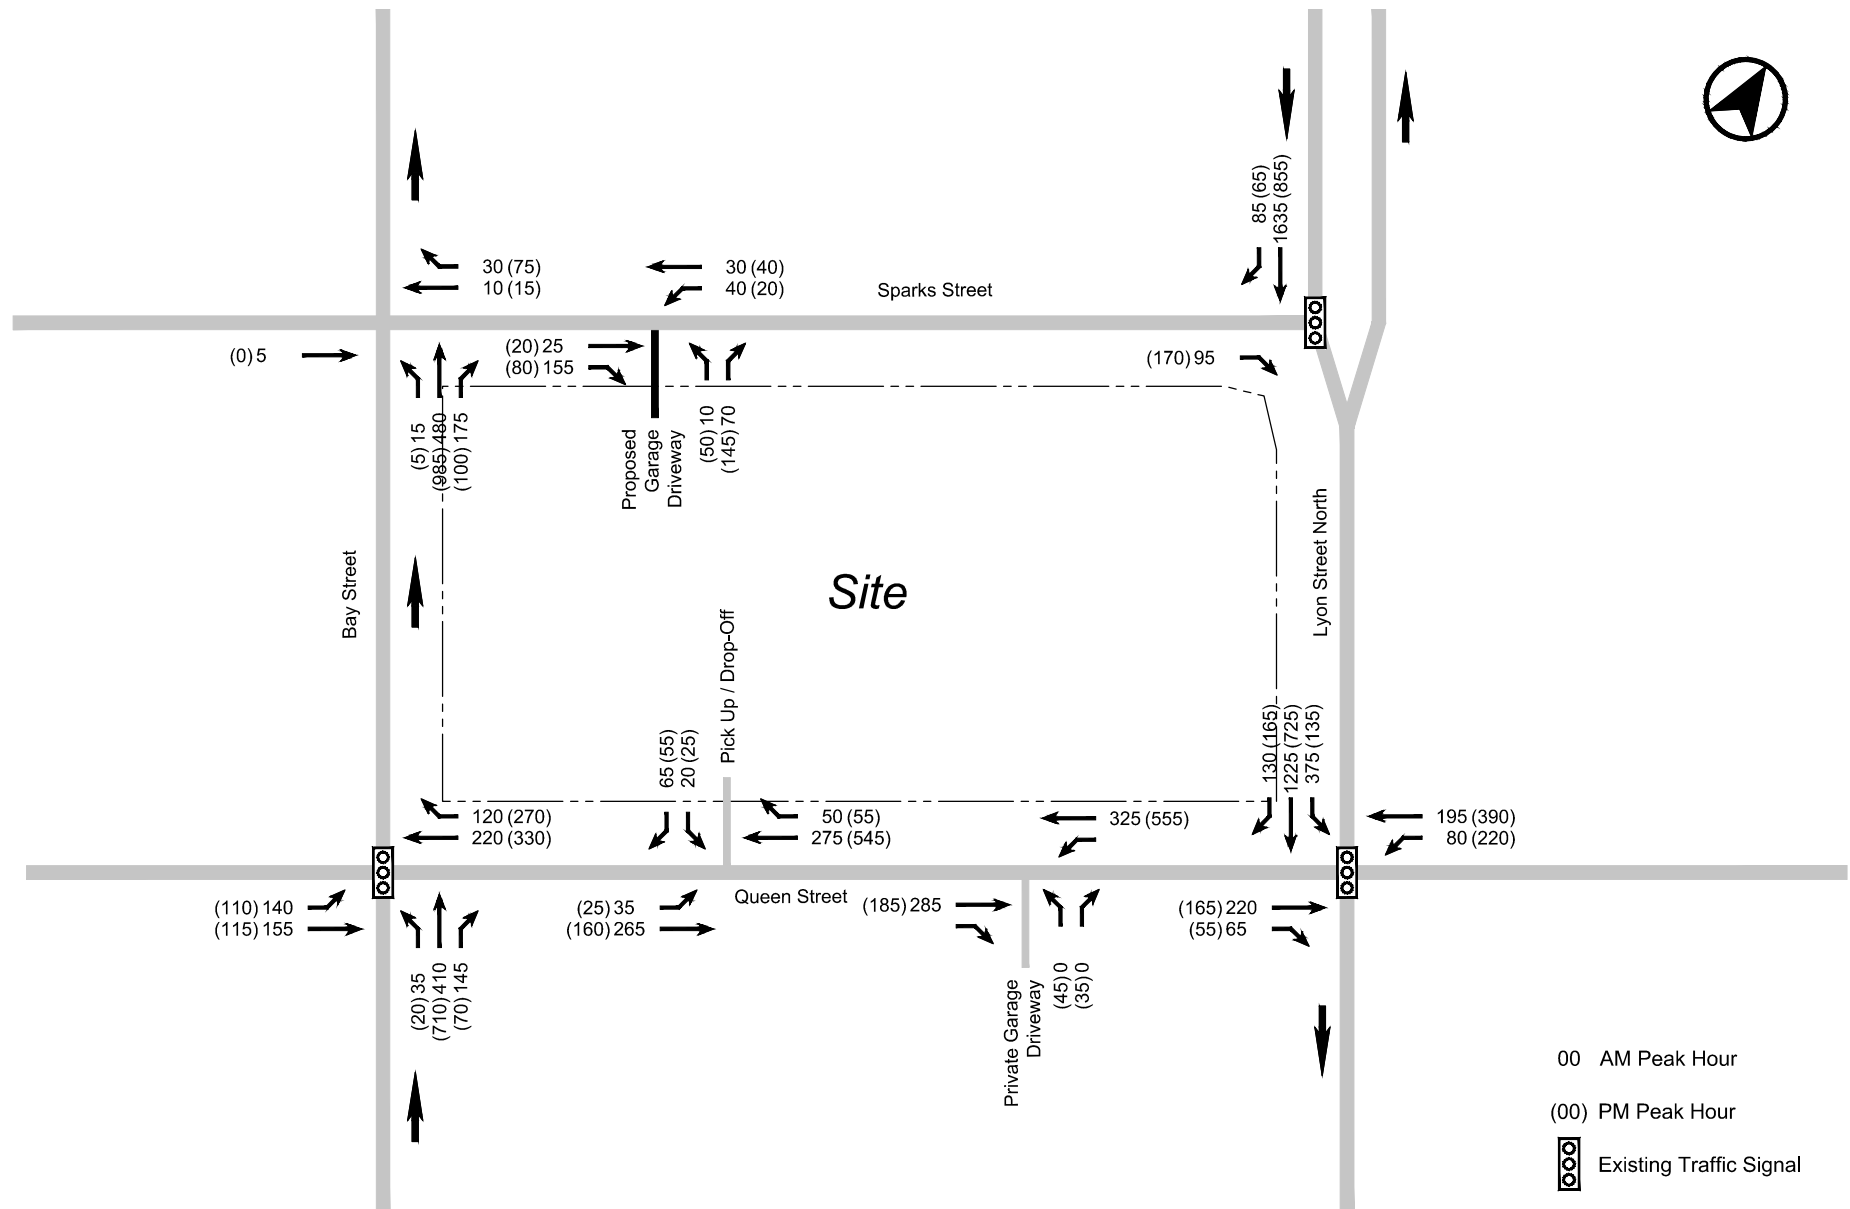 85 (65)
1635 (855)
30 (75)
10 (15)
30 (40)
40 (20)
Sparks Street
(0) 5
(20) 25
(80) 155
(170) 95
(5) 15
(985) 480
(100) 175
Proposed
Garage
Driveway
(50) 10
(145) 70
Bay Street
Site
Lyon Street North
Pick Up / Drop-Off
65 (55)
20 (25)
130 (165)
1225 (725)
375 (135)
120 (270)
220 (330)
50 (55)
275 (545)
325 (555)
195 (390)
80 (220)
Queen Street
(110) 140
(115) 155
(25) 35
(160) 265
(185) 285
(165) 220
(55) 65
(20) 35
(710) 410
(70) 145
Private Garage
Driveway
(45) 0
(35) 0
00 AM Peak Hour
(00) PM Peak Hour
Existing Traffic Signal